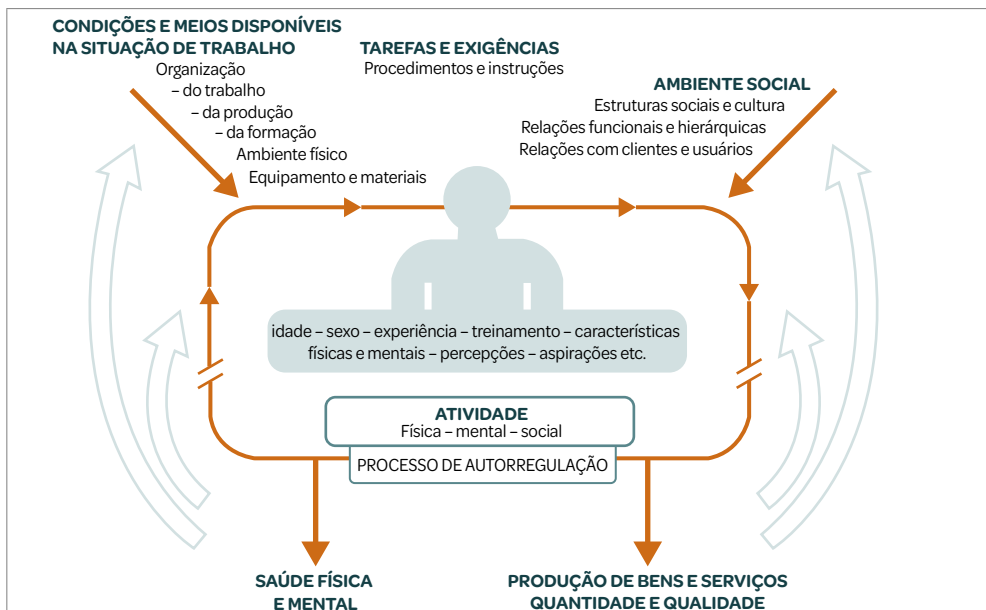 CONDIÇÕES E MEIOS DISPONÍVEIS
NA SITUAÇÃO DE TRABALHO
Organização
– do trabalho
– da produção
– da formação
Ambiente físico
Equipamento e materiais
TAREFAS E EXIGÊNCIAS
Procedimentos e instruções
AMBIENTE SOCIAL
Estruturas sociais e cultura
Relações funcionais e hierárquicas
Relações com clientes e usuários
idade – sexo – experiência – treinamento – características
físicas e mentais – percepções – aspirações etc.
ATIVIDADE
Física – mental – social
PROCESSO DE AUTORREGULAÇÃO
SAÚDE FÍSICA
E MENTAL
PRODUÇÃO DE BENS E SERVIÇOS
QUANTIDADE E QUALIDADE